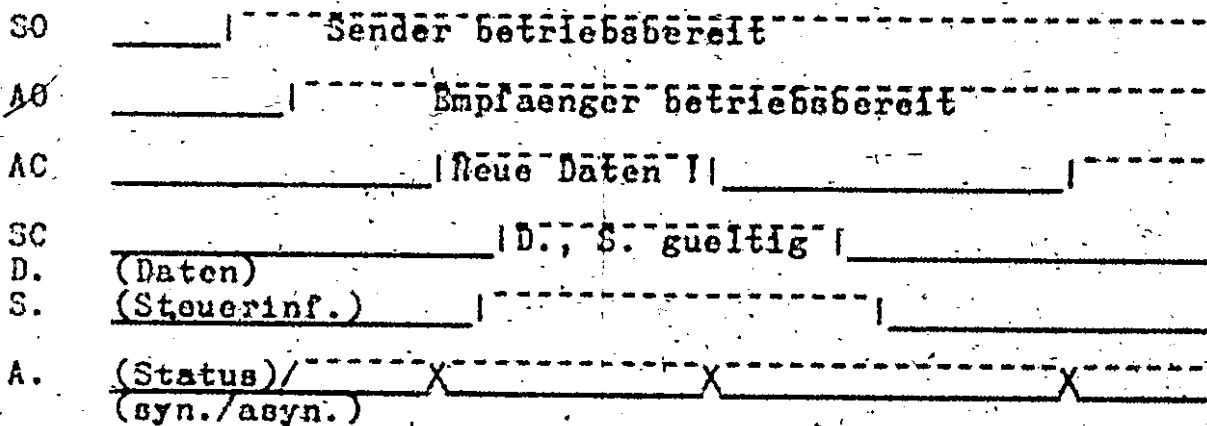 SO Sender betriebsbereit
AO Empfaenger betriebsbereit
AC Neue Daten !
SC D., S. gueltig
D. (Daten)
S. (Steuerinf.)
A. (Status)/
(syn./asyn.)